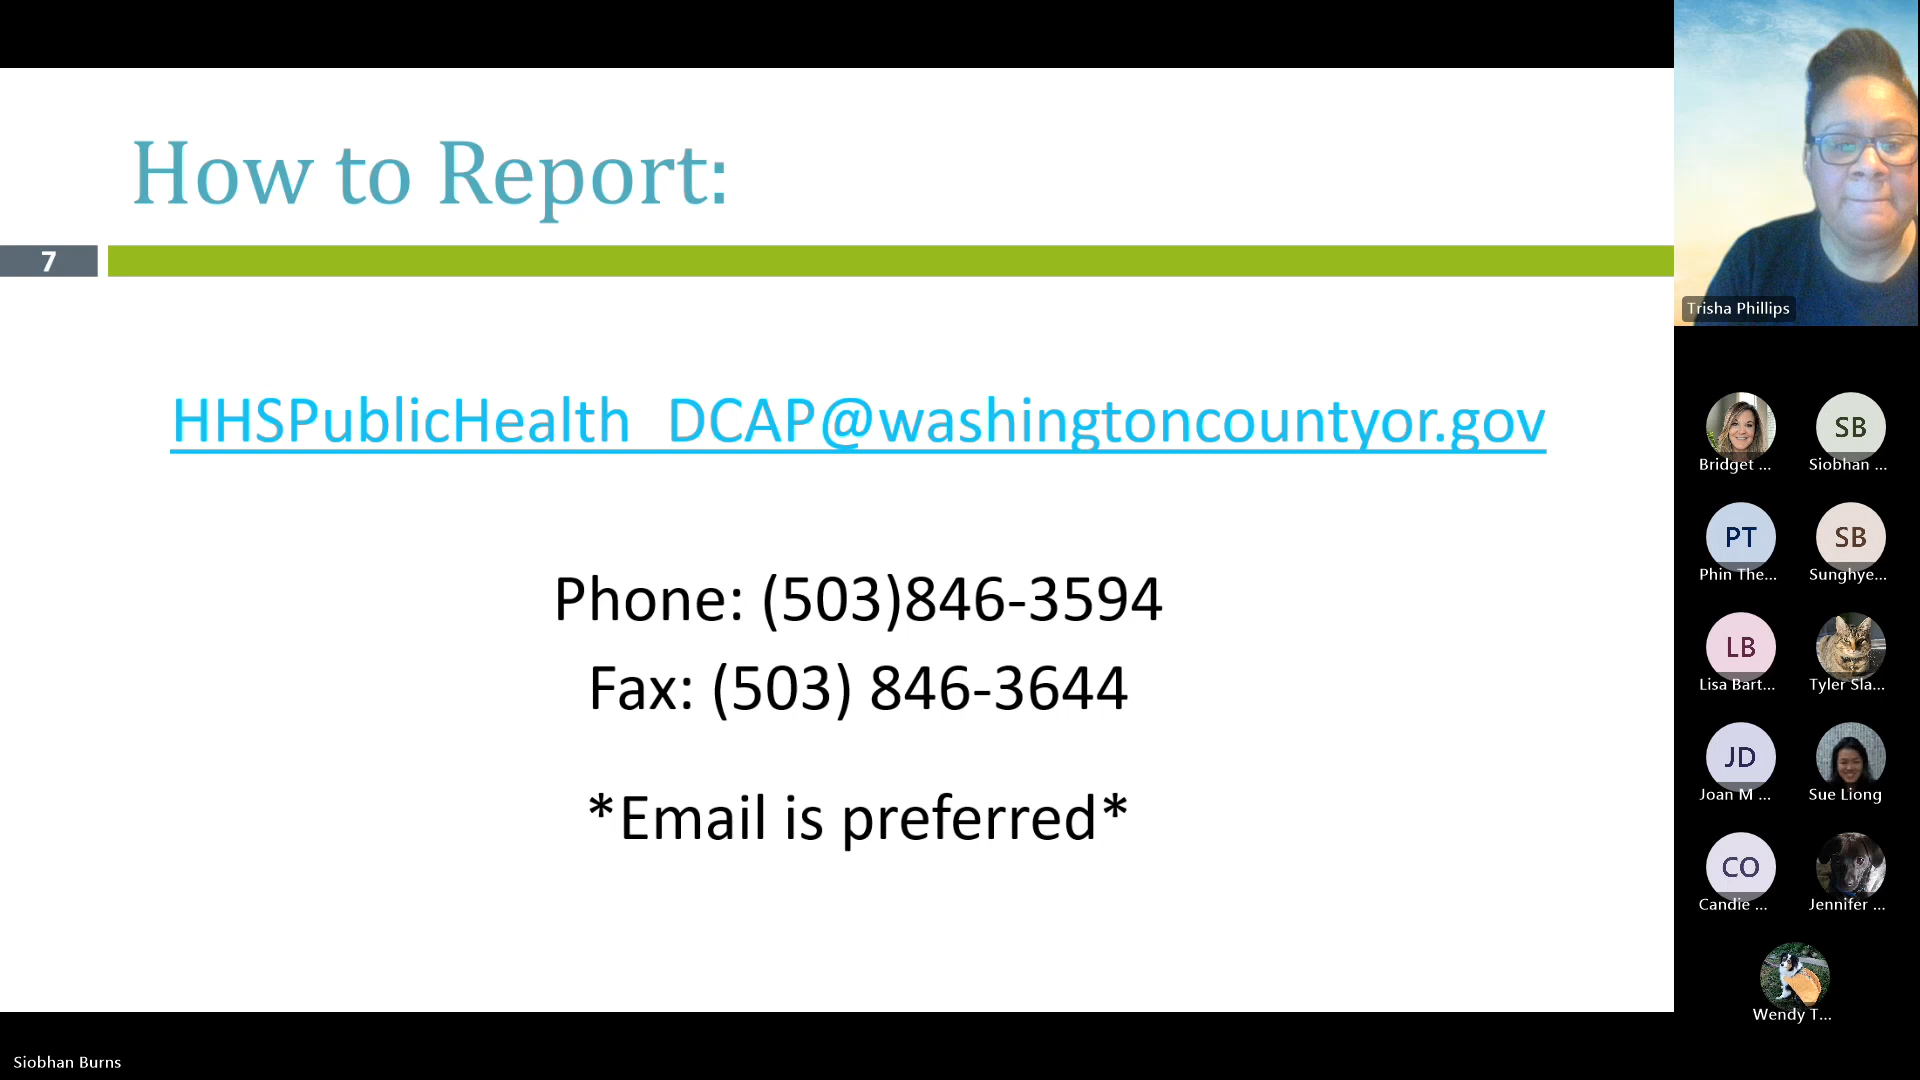 How to Report:
7
HHSPublicHealth_DCAP@washingtoncountyor.gov
Phone: (503)846-3594
Fax: (503) 846-3644
*Email is preferred*
Trisha Phillips
Bridget ...
SB
Siobhan ...
PT
Phin The...
SB
Sunghye...
LB
Lisa Bart...
Tyler Sla...
JD
Joan M ...
Sue Liong
CO
Candie ...
Jennifer ...
Wendy T...
Siobhan Burns